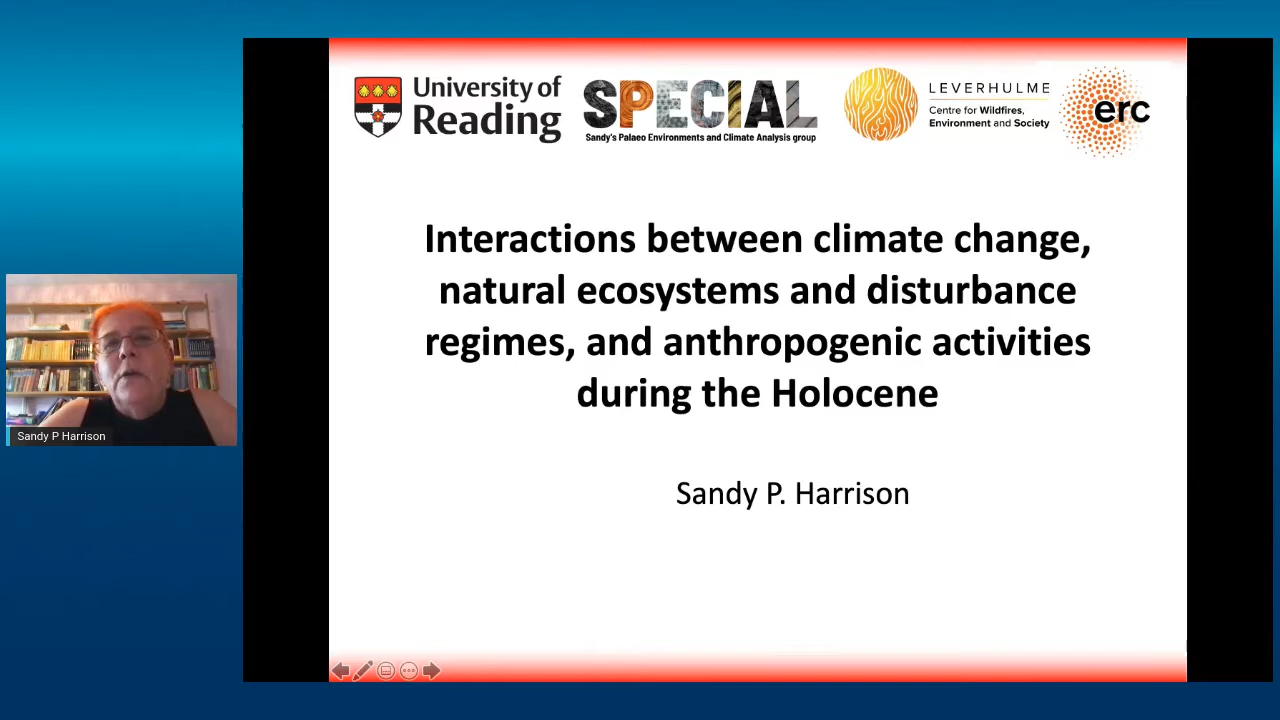 University of
Reading
SPECIAL
Sandy's Palaeo Environments and Climate Analysis group
LEVERHULME
Centre for Wildfires,
Environment and Society
erc
Interactions between climate change,
natural ecosystems and disturbance
regimes, and anthropogenic activities
during the Holocene
Sandy P. Harrison
Sandy P Harrison